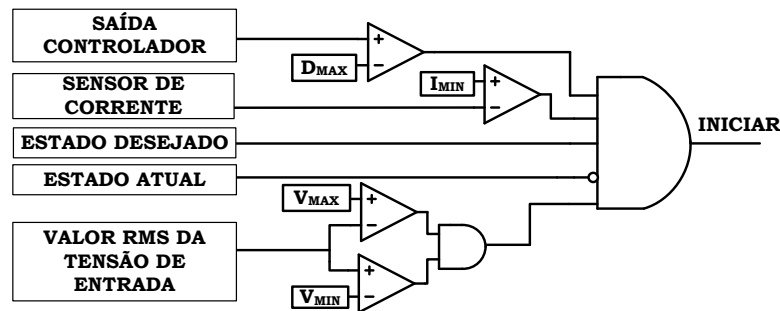 SAÍDA
CONTROLADOR
+
−
DMAX
SENSOR DE
CORRENTE
IMIN
+
−
INICIAR
ESTADO DESEJADO
ESTADO ATUAL
VMAX
+
−
VALOR RMS DA
TENSÃO DE
ENTRADA
+
−
VMIN